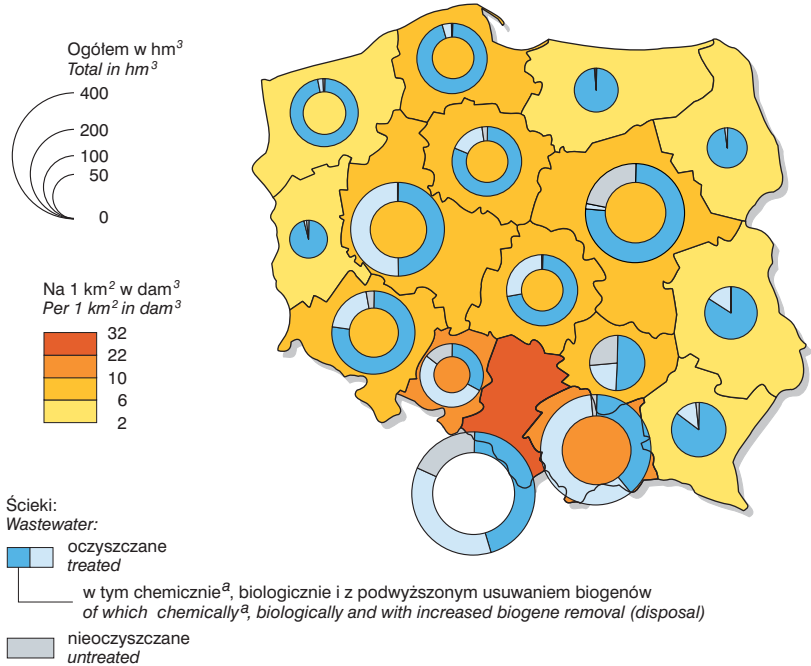 Ogółem w hm³
Total in hm³
400
200
100
50
0
Na 1 km² w dam³
Per 1 km² in dam³
32
22
10
6
2
Ścieki:
Wastewater:
oczyszczane
treated
w tym chemicznieᵃ, biologicznie i z podwyższonym usuwaniem biogenów
of which chemicallyᵃ, biologically and with increased biogene removal (disposal)
nieoczyszczane
untreated